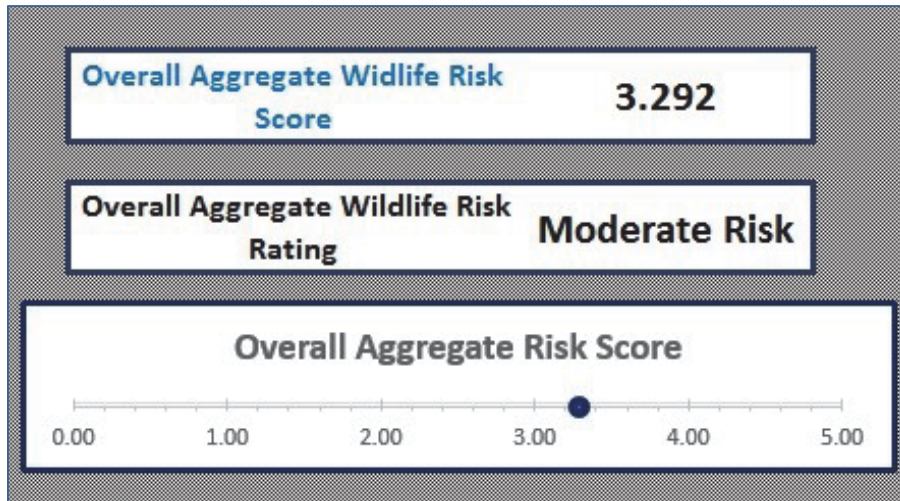 Overall Aggregate Widlife Risk
Score
3.292
Overall Aggregate Wildlife Risk
Rating
Moderate Risk
Overall Aggregate Risk Score
0.00 1.00 2.00 3.00 4.00 5.00